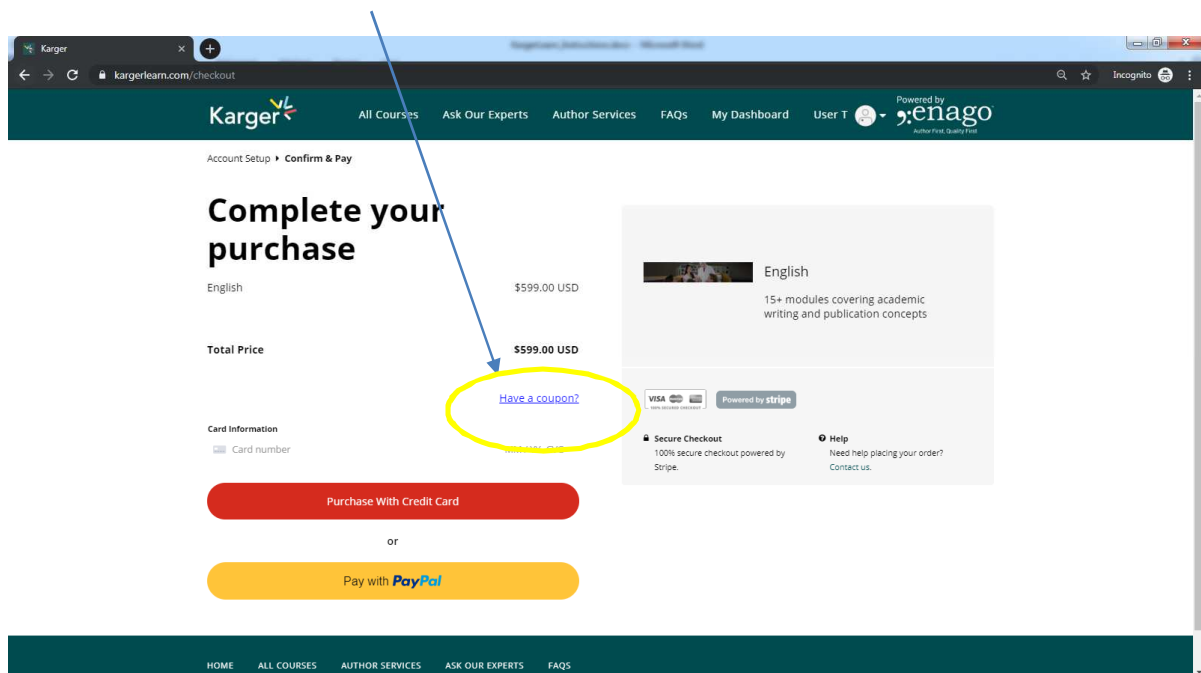 Karger
kargerlearn.com/checkout
Incognito
Karger
All Courses Ask Our Experts Author Services FAQs My Dashboard User T
Powered by
enago
Author First, Quality First
Account Setup Confirm & Pay
Complete your
purchase
English $599.00 USD
Total Price $599.00 USD
Have a coupon?
Card Information
Card number
Purchase With Credit Card
or
Pay with PayPal
English
15+ modules covering academic
writing and publication concepts
VISA
Powered by stripe
Secure Checkout
100% secure checkout powered by
Stripe.
Help
Need help placing your order?
Contact us.
HOME ALL COURSES AUTHOR SERVICES ASK OUR EXPERTS FAQS